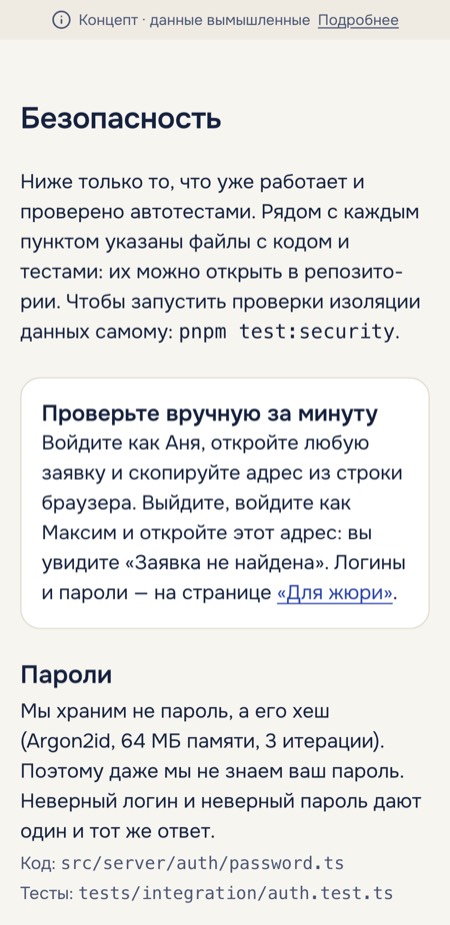 Концепт · данные вымышленные Подробнее
Безопасность
Ниже только то, что уже работает и
проверено автотестами. Рядом с каждым
пунктом указаны файлы с кодом и
тестами: их можно открыть в репозито-
рии. Чтобы запустить проверки изоляции
данных самому: pnpm test:security.
Проверьте вручную за минуту
Войдите как Аня, откройте любую
заявку и скопируйте адрес из строки
браузера. Выйдите, войдите как
Максим и откройте этот адрес: вы
увидите «Заявка не найдена». Логины
и пароли — на странице «Для жюри».
Пароли
Мы храним не пароль, а его хеш
(Argon2id, 64 МБ памяти, 3 итерации).
Поэтому даже мы не знаем ваш пароль.
Неверный логин и неверный пароль дают
один и тот же ответ.
Код: src/server/auth/password.ts
Тесты: tests/integration/auth.test.ts